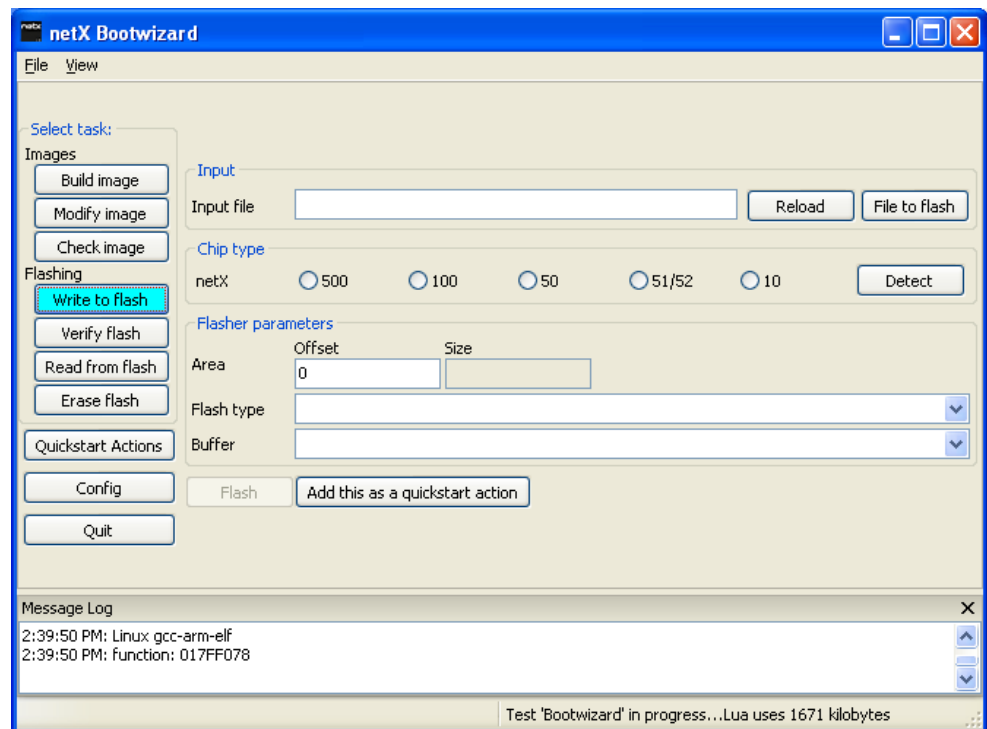 netX Bootwizard
File View
Select task:
Images
Build image
Modify image
Check image
Flashing
Write to flash
Verify flash
Read from flash
Erase flash
Quickstart Actions
Config
Quit
Input
Input file Reload File to flash
Chip type
netX 500 100 50 51/52 10 Detect
Flasher parameters
Offset Size
Area 0
Flash type
Buffer
Flash Add this as a quickstart action
Message Log
2:39:50 PM: Linux gcc-arm-elf
2:39:50 PM: function: 017FF078
Test 'Bootwizard' in progress...Lua uses 1671 kilobytes